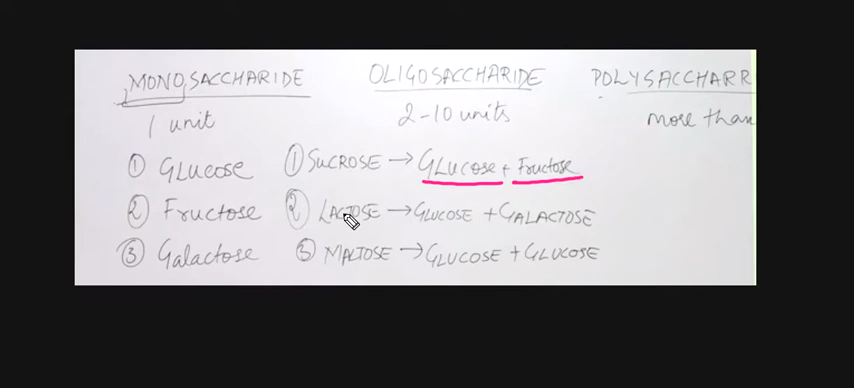 MONOSACCHARIDE OLIGOSACCHARIDE POLYSACCHARR
1 unit 2-10 units more than
① GLucose ① SUCROSE → GLucose + Fructose
② Fructose ② LACTOSE → GLUCOSE + GALACTOSE
③ Galactose ③ MALTOSE → GLUCOSE + GLUCOSE